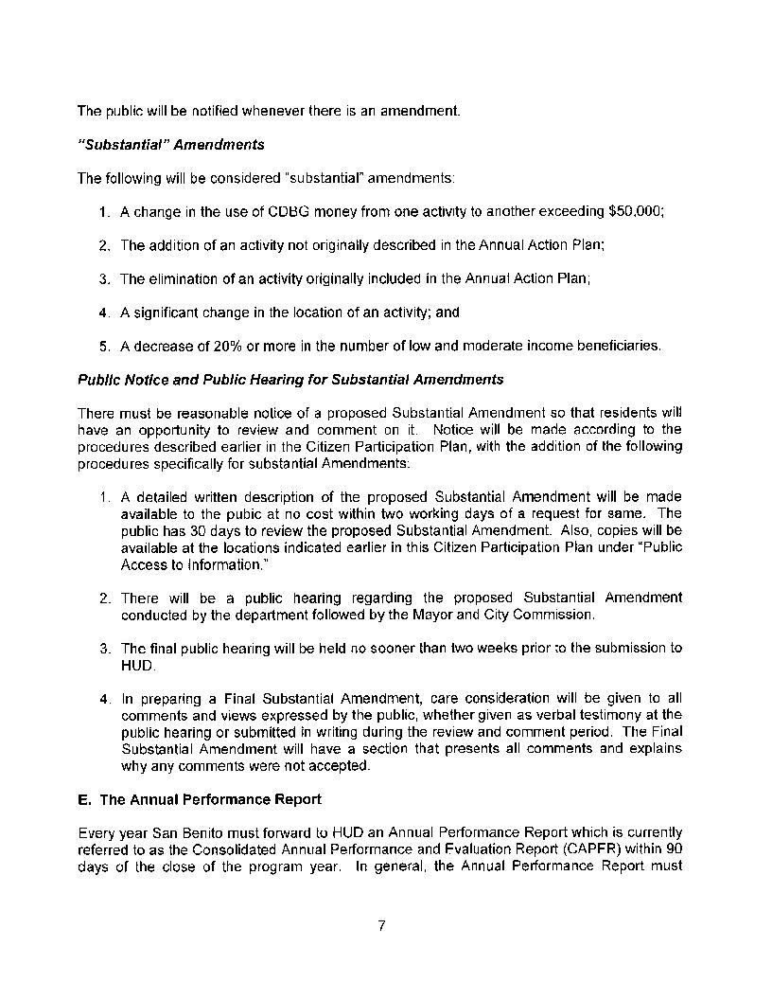 The public will be notified whenever there is an amendment.
"Substantial" Amendments
The following will be considered "substantial" amendments:
1. A change in the use of CDBG money from one activity to another exceeding $50,000;
2. The addition of an activity not originally described in the Annual Action Plan;
3. The elimination of an activity originally included in the Annual Action Plan;
4. A significant change in the location of an activity; and
5. A decrease of 20% or more in the number of low and moderate income beneficiaries.
Public Notice and Public Hearing for Substantial Amendments
There must be reasonable notice of a proposed Substantial Amendment so that residents will
have an opportunity to review and comment on it. Notice will be made according to the
procedures described earlier in the Citizen Participation Plan, with the addition of the following
procedures specifically for substantial Amendments:
1. A detailed written description of the proposed Substantial Amendment will be made
available to the pubic at no cost within two working days of a request for same. The
public has 30 days to review the proposed Substantial Amendment. Also, copies will be
available at the locations indicated earlier in this Citizen Participation Plan under "Public
Access to Information."
2. There will be a public hearing regarding the proposed Substantial Amendment
conducted by the department followed by the Mayor and City Commission.
3. The final public hearing will be held no sooner than two weeks prior to the submission to
HUD.
4. In preparing a Final Substantial Amendment, care consideration will be given to all
comments and views expressed by the public, whether given as verbal testimony at the
public hearing or submitted in writing during the review and comment period. The Final
Substantial Amendment will have a section that presents all comments and explains
why any comments were not accepted.
E. The Annual Performance Report
Every year San Benito must forward to HUD an Annual Performance Report which is currently
referred to as the Consolidated Annual Performance and Evaluation Report (CAPER) within 90
days of the close of the program year. In general, the Annual Performance Report must
7